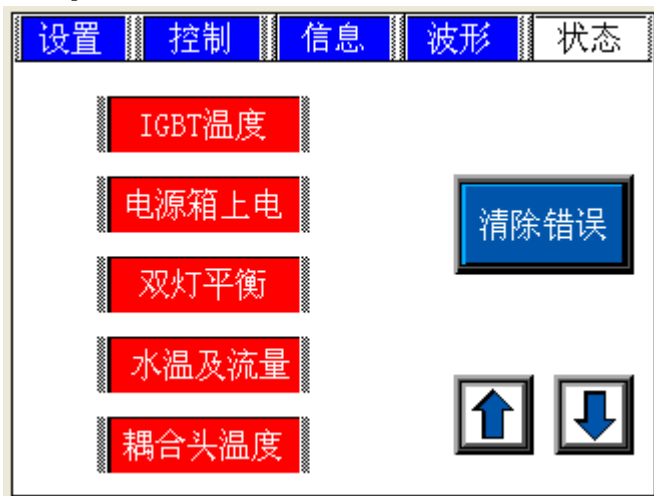 设置 控制 信息 波形 状态
IGBT温度
电源箱上电
清除错误
双灯平衡
水温及流量
耦合头温度